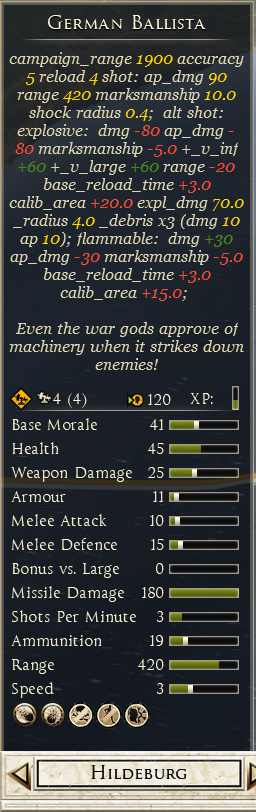 German Ballista
campaign_range 1900 accuracy
5 reload 4 shot: ap_dmg 90
range 420 marksmanship 10.0
shock radius 0.4; alt shot:
explosive: dmg -80 ap_dmg -
80 marksmanship -5.0 +_v_inf
+60 +_v_large +60 range -20
base_reload_time +3.0
calib_area +20.0 expl_dmg 70.0
_radius 4.0 _debris x3 (dmg 10
ap 10); flammable: dmg +30
ap_dmg -30 marksmanship -5.0
base_reload_time +3.0
calib_area +15.0;
Even the war gods approve of
machinery when it strikes down
enemies!
4 (4) 120 XP:
Base Morale 41
Health 45
Weapon Damage 25
Armour 11
Melee Attack 10
Melee Defence 15
Bonus vs. Large 0
Missile Damage 180
Shots Per Minute 3
Ammunition 19
Range 420
Speed 3
Hildeburg